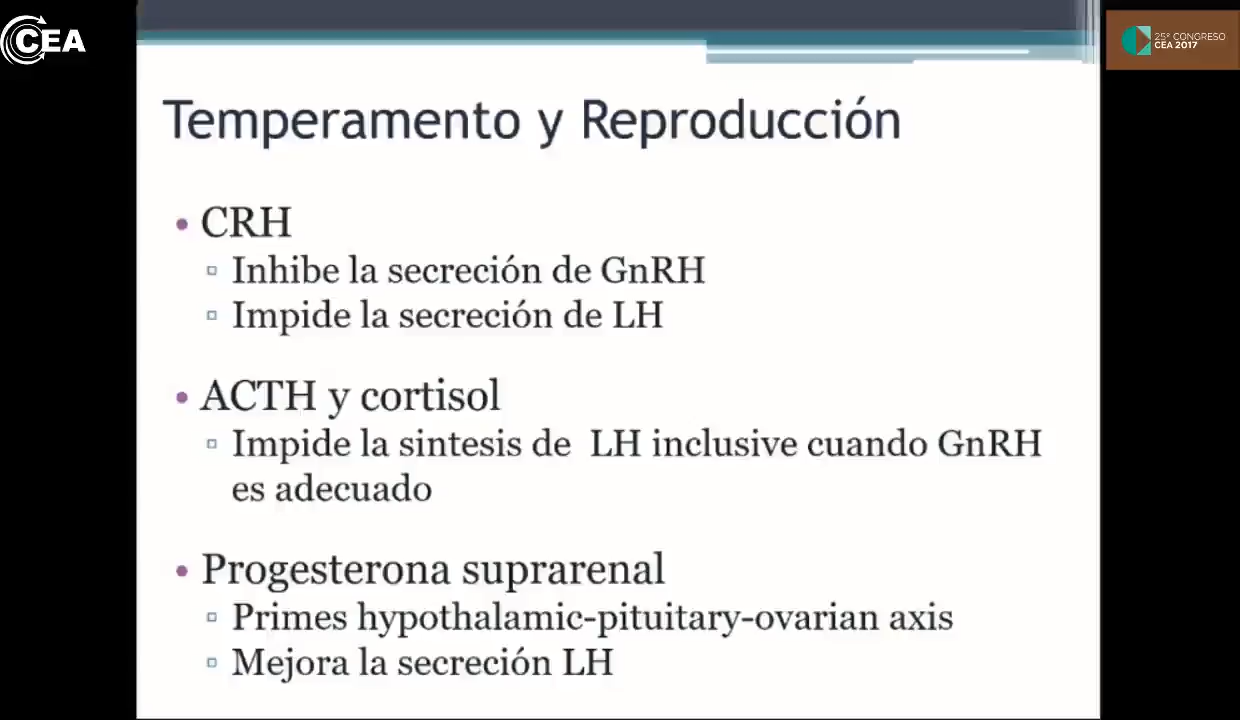 CEA
25º CONGRESO
CEA 2017
Temperamento y Reproducción
• CRH
▫ Inhibe la secreción de GnRH
▫ Impide la secreción de LH
• ACTH y cortisol
▫ Impide la sintesis de LH inclusive cuando GnRH
es adecuado
• Progesterona suprarenal
▫ Primes hypothalamic-pituitary-ovarian axis
▫ Mejora la secreción LH